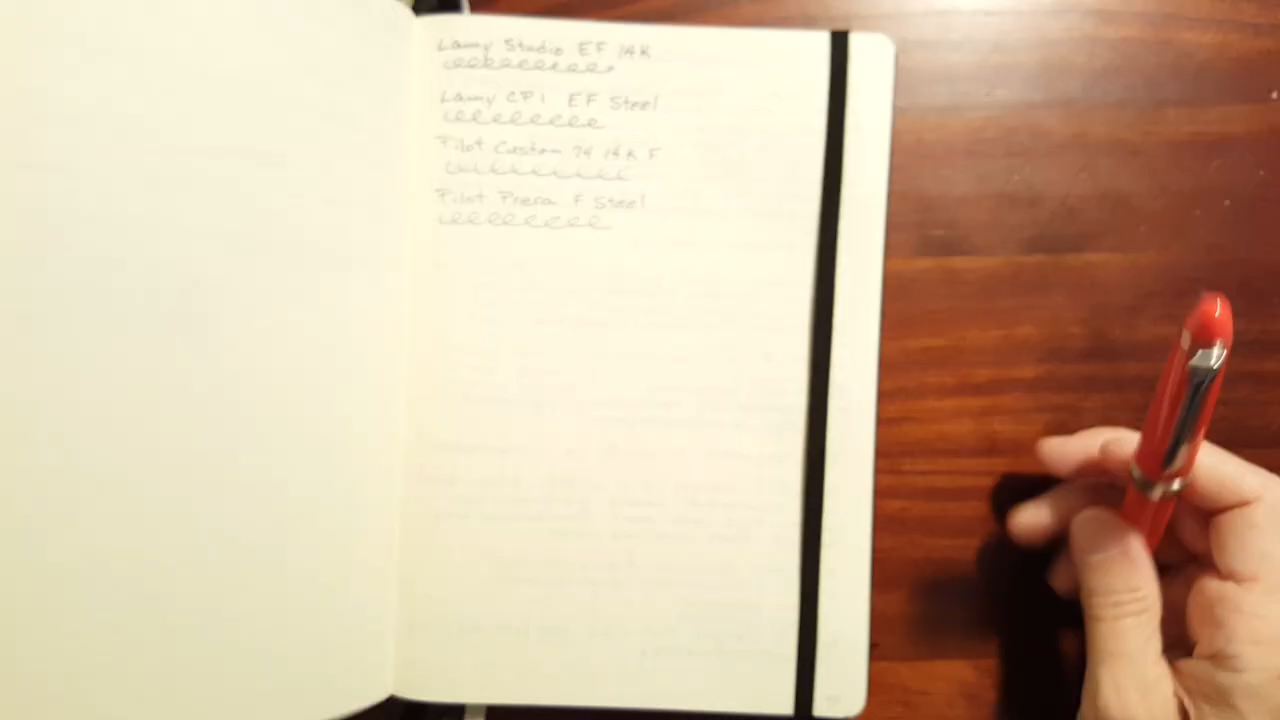 Lamy Studio EF 14K
Lamy CP1 EF Steel
Pilot Custom 74 14K F
Pilot Prera F Steel